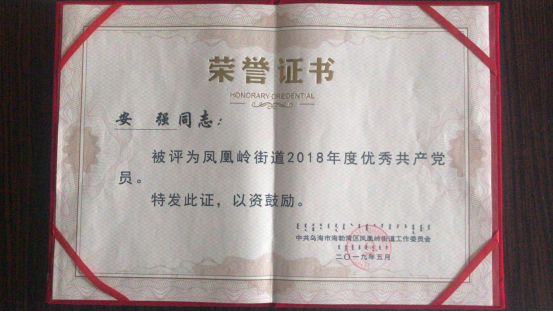 荣誉证书
HONORARY CREDENTIAL
安 强同志：
被评为凤凰岭街道2018年度优秀共产党
员。
特发此证，以资鼓励。
中共乌海市海勃湾区凤凰岭街道工作委员会
二〇一九年五月